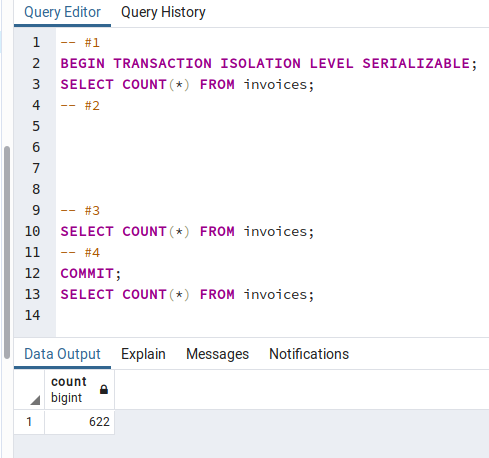 Query Editor Query History
1 -- #1
2 BEGIN TRANSACTION ISOLATION LEVEL SERIALIZABLE;
3 SELECT COUNT(*) FROM invoices;
4 -- #2
5
6
7
8
9 -- #3
10 SELECT COUNT(*) FROM invoices;
11 -- #4
12 COMMIT;
13 SELECT COUNT(*) FROM invoices;
14
Data Output Explain Messages Notifications
count
bigint
1 622